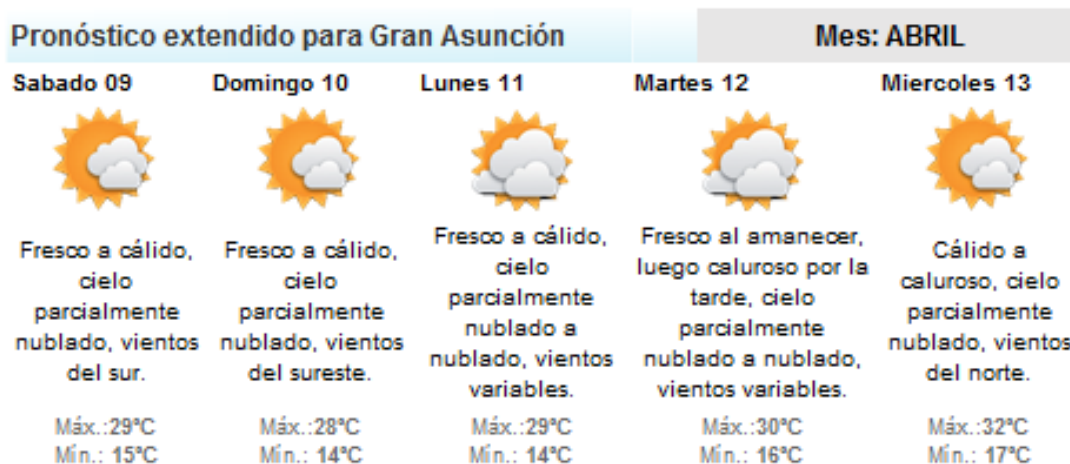 Pronóstico extendido para Gran Asunción
Mes: ABRIL
Sabado 09
Fresco a cálido,
cielo
parcialmente
nublado, vientos
del sur.
Máx.:29°C
Mín.: 15°C
Domingo 10
Fresco a cálido,
cielo
parcialmente
nublado, vientos
del sureste.
Máx.:28°C
Mín.: 14°C
Lunes 11
Fresco a cálido,
cielo
parcialmente
nublado a
nublado, vientos
variables.
Máx.:29°C
Mín.: 14°C
Martes 12
Fresco al amanecer,
luego caluroso por la
tarde, cielo
parcialmente
nublado a nublado,
vientos variables.
Máx.:30°C
Mín.: 16°C
Miercoles 13
Cálido a
caluroso, cielo
parcialmente
nublado, vientos
del norte.
Máx.:32°C
Mín.: 17°C